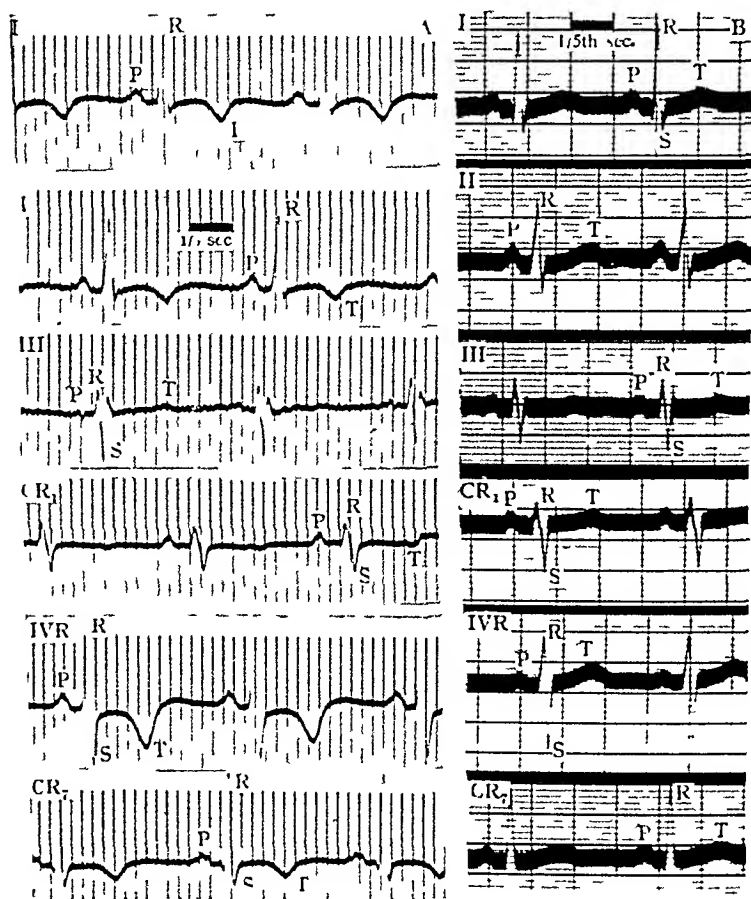 I R A
P
T
I
1/5 sec
R
P
T
III
R
P T
S
CR₁
R
P
S T
IVR R
P
S T
CR₇ R
P
S T
I R B
1/5th sec.
P T
S
II
R
P T
III
P R T
S
CR₁ P R T
S
IVR
R
P T
S
CR₇ R
P T